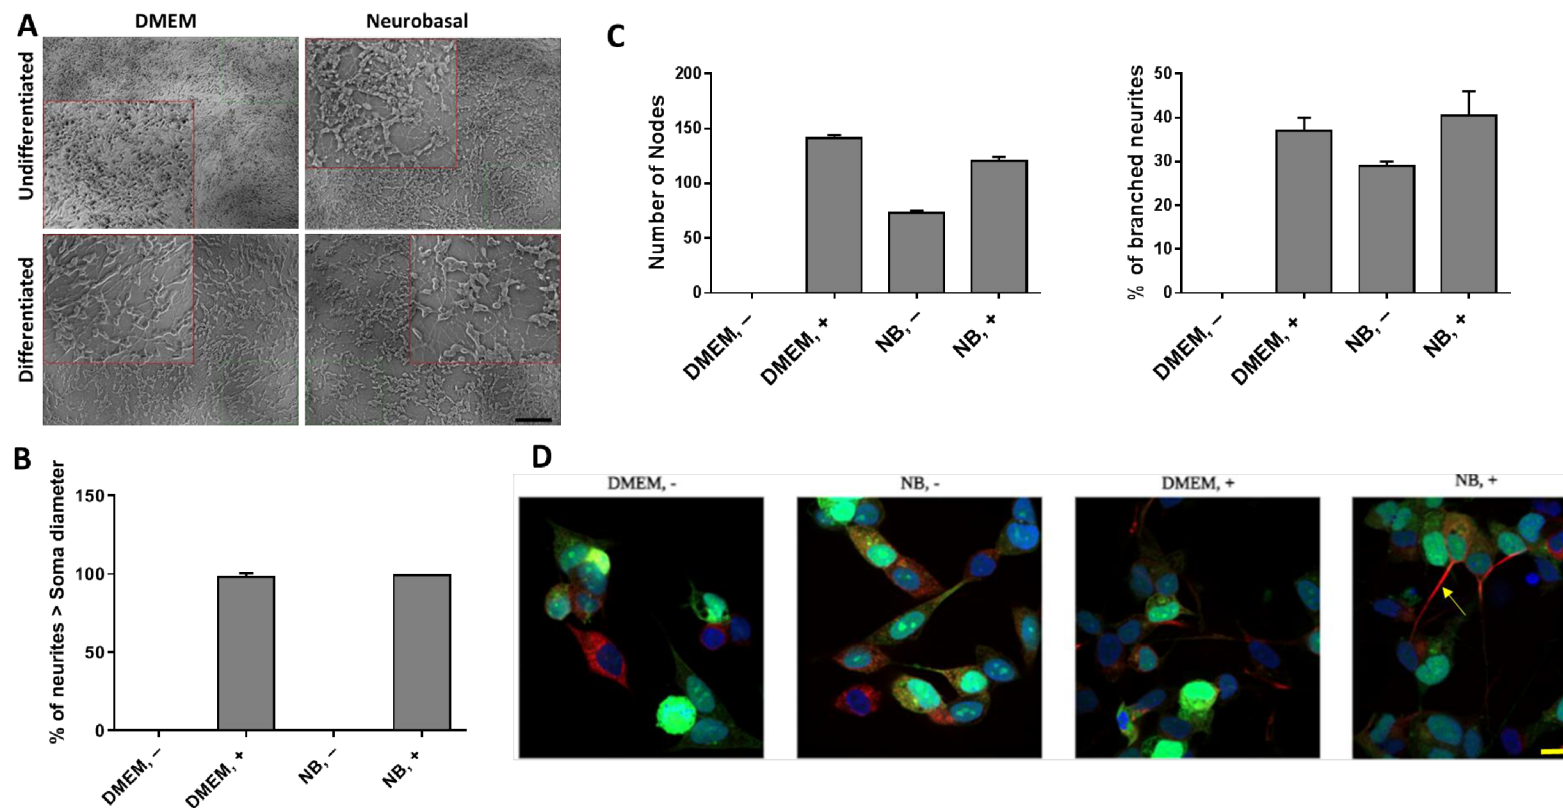 A
DMEM
Neurobasal
Undifferentiated
Differentiated
B
% of neurites > Soma diameter
150
100
50
0
DMEM, –
DMEM, +
NB, –
NB, +
C
Number of Nodes
200
150
100
50
0
DMEM, –
DMEM, +
NB, –
NB, +
% of branched neurites
50
40
30
20
10
0
DMEM, –
DMEM, +
NB, –
NB, +
D
DMEM, -
NB, -
DMEM, +
NB, +